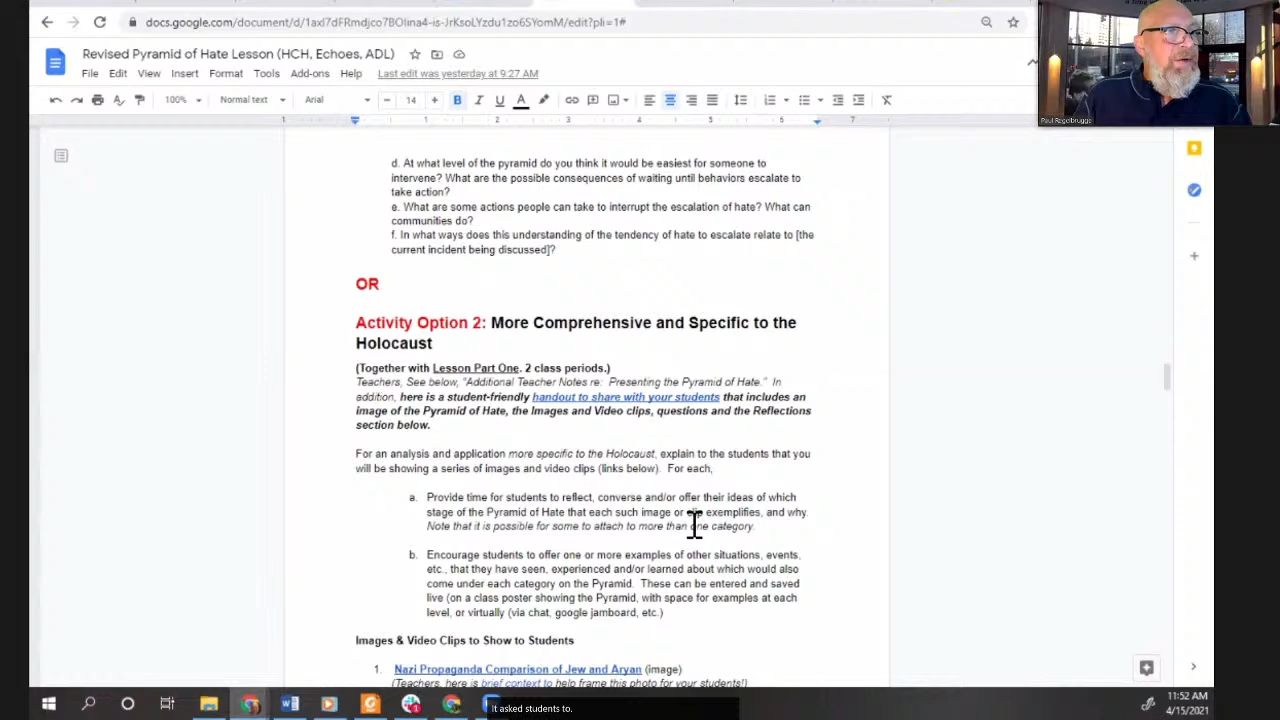 docs.google.com/document/d/1axl7dFRmdjco7BOlina4-is-JrKsoLYzdu1zo6SYomM/edit?pli=1#
Revised Pyramid of Hate Lesson (HCH, Echoes, ADL)
File Edit View Insert Format Tools Add-ons Help Last edit was yesterday at 9:27 AM
100% Normal text Arial 14 B I U A
Paul Regelbrugge
1 1 2 3 4 5 6 7
d. At what level of the pyramid do you think it would be easiest for someone to
intervene? What are the possible consequences of waiting until behaviors escalate to
take action?
e. What are some actions people can take to interrupt the escalation of hate? What can
communities do?
f. In what ways does this understanding of the tendency of hate to escalate relate to [the
current incident being discussed]?
OR
Activity Option 2: More Comprehensive and Specific to the
Holocaust
(Together with Lesson Part One. 2 class periods.)
Teachers, See below, "Additional Teacher Notes re: Presenting the Pyramid of Hate." In
addition, here is a student-friendly handout to share with your students that includes an
image of the Pyramid of Hate, the Images and Video clips, questions and the Reflections
section below.
For an analysis and application more specific to the Holocaust, explain to the students that you
will be showing a series of images and video clips (links below). For each,
a. Provide time for students to reflect, converse and/or offer their ideas of which
stage of the Pyramid of Hate that each such image or exemplifies, and why.
Note that it is possible for some to attach to more than one category.
b. Encourage students to offer one or more examples of other situations, events,
etc., that they have seen, experienced and/or learned about which would also
come under each category on the Pyramid. These can be entered and saved
live (on a class poster showing the Pyramid, with space for examples at each
level, or virtually (via chat, google jamboard, etc.)
Images & Video Clips to Show to Students
1. Nazi Propaganda Comparison of Jew and Aryan (image)
(Teachers, here is brief context to help frame this photo for your students!)
11:52 AM
4/15/2021
It asked students to.